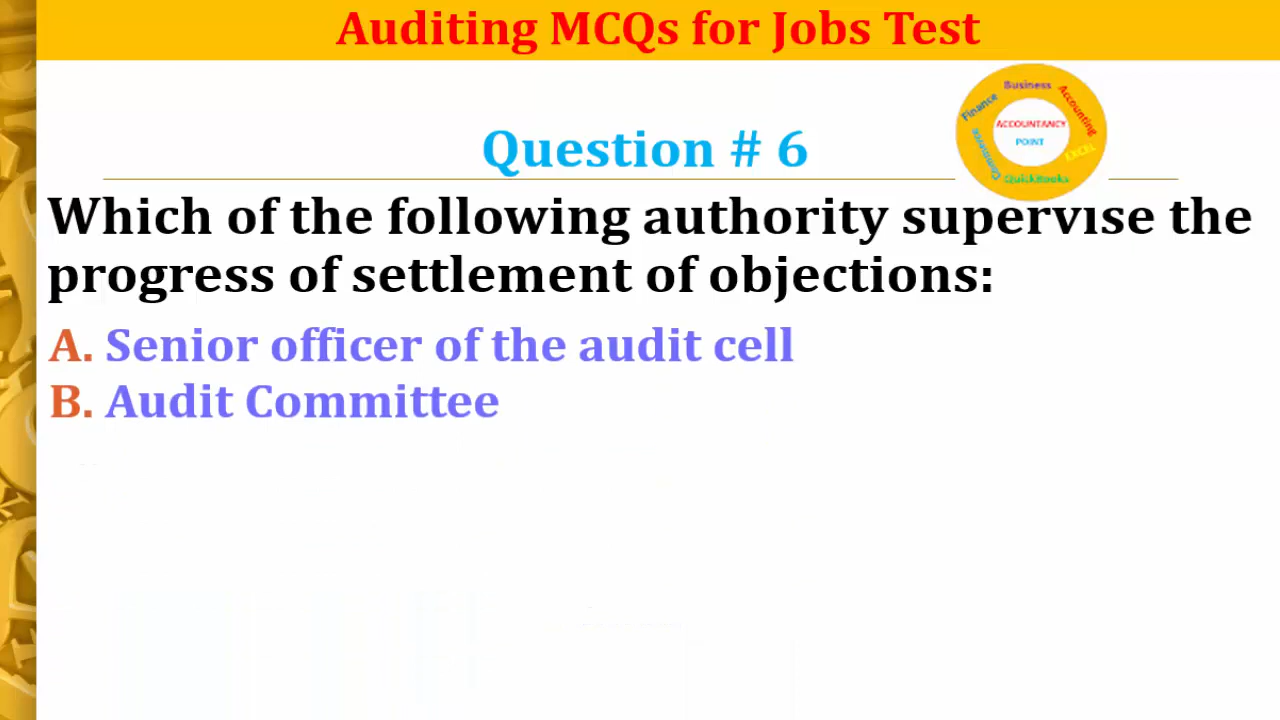 Auditing MCQs for Jobs Test
Business
Finance
Accounting
ACCOUNTANCY
POINT
Commerce
EXCEL
QuickBooks
Question # 6
Which of the following authority supervise the
progress of settlement of objections:
A. Senior officer of the audit cell
B. Audit Committee